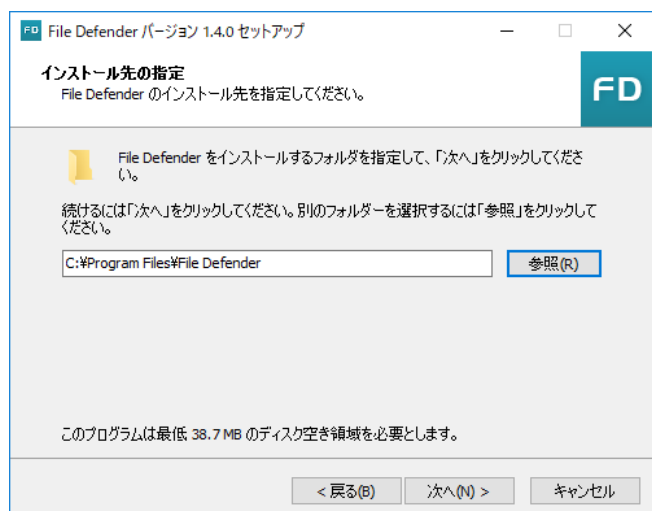 FD File Defender バージョン 1.4.0 セットアップ
インストール先の指定
File Defender のインストール先を指定してください。
FD
File Defender をインストールするフォルダを指定して、「次へ」をクリックしてくださ
い。
続けるには「次へ」をクリックしてください。別のフォルダーを選択するには「参照」をクリックして
ください。
C:¥Program Files¥File Defender
参照(R)
このプログラムは最低 38.7 MB のディスク空き領域を必要とします。
< 戻る(B)
次へ(N) >
キャンセル